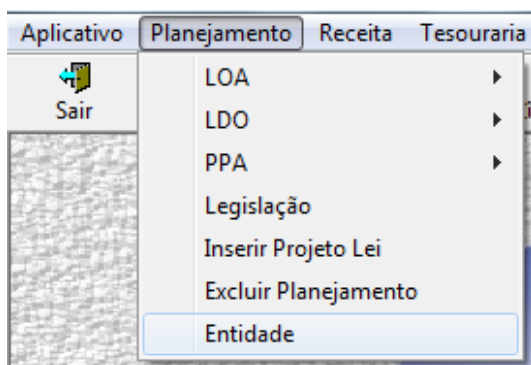 Aplicativo Planejamento Receita Tesouraria
Sair
LOA
LDO
PPA
Legislação
Inserir Projeto Lei
Excluir Planejamento
Entidade